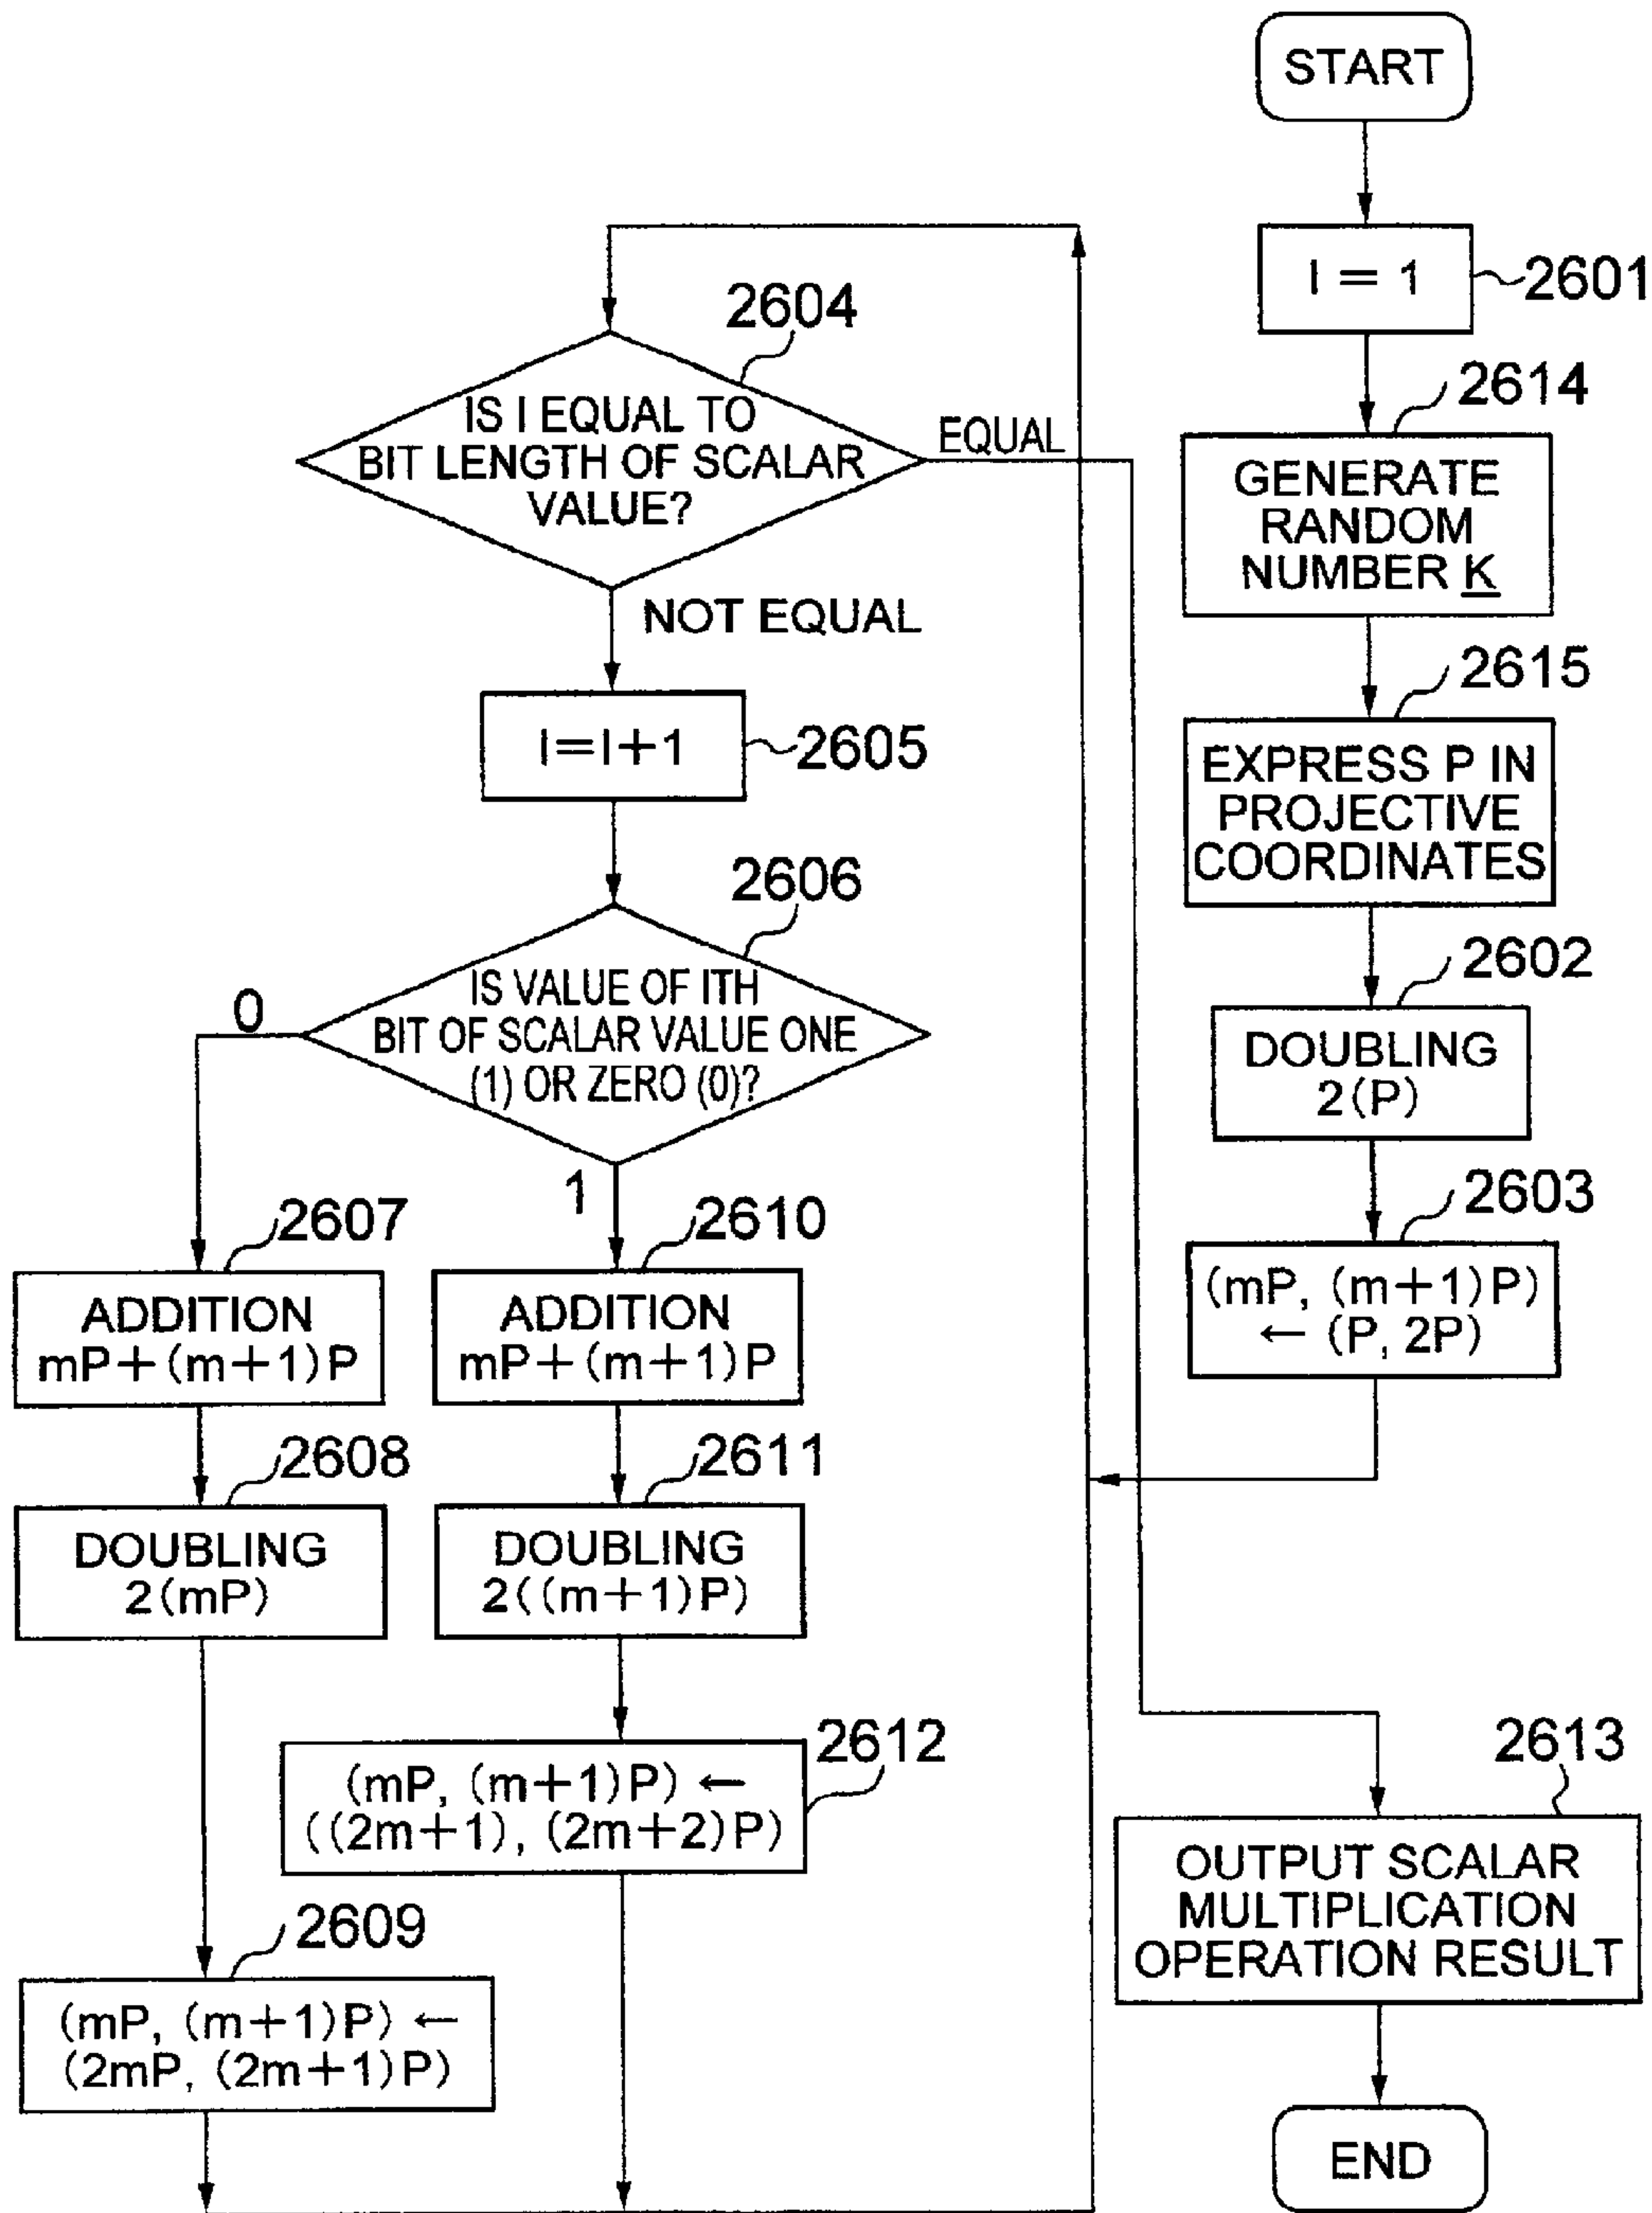 START
I = 1
2601
2614
GENERATE
RANDOM
NUMBER K
2615
EXPRESS P IN
PROJECTIVE
COORDINATES
2602
DOUBLING
2(P)
2603
(mP, (m+1)P)
← (P, 2P)
2604
IS I EQUAL TO
BIT LENGTH OF SCALAR
VALUE?
EQUAL
NOT EQUAL
I=I+1
2605
2606
IS VALUE OF ITH
BIT OF SCALAR VALUE ONE
(1) OR ZERO (0)?
0
1
2607
ADDITION
mP+(m+1)P
2608
DOUBLING
2(mP)
2609
(mP, (m+1)P) ←
(2mP, (2m+1)P)
2610
ADDITION
mP+(m+1)P
2611
DOUBLING
2((m+1)P)
2612
(mP, (m+1)P) ←
((2m+1), (2m+2)P)
2613
OUTPUT SCALAR
MULTIPLICATION
OPERATION RESULT
END